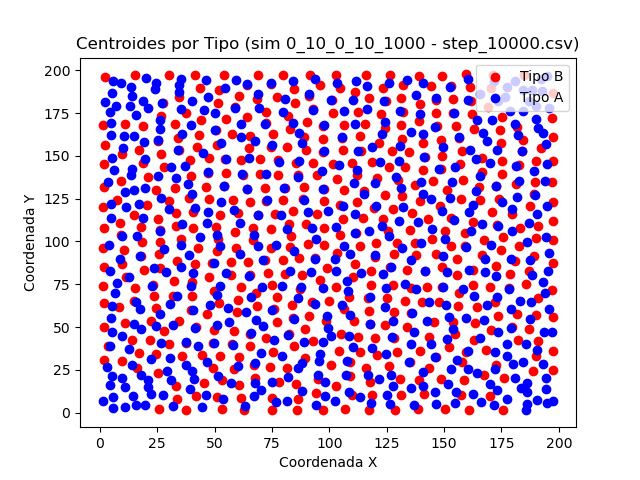 Centroides por Tipo (sim 0_10_0_10_1000 - step_10000.csv)
200
175
150
125
100
75
50
25
0
Coordenada Y
Tipo B
Tipo A
0 25 50 75 100 125 150 175 200
Coordenada X